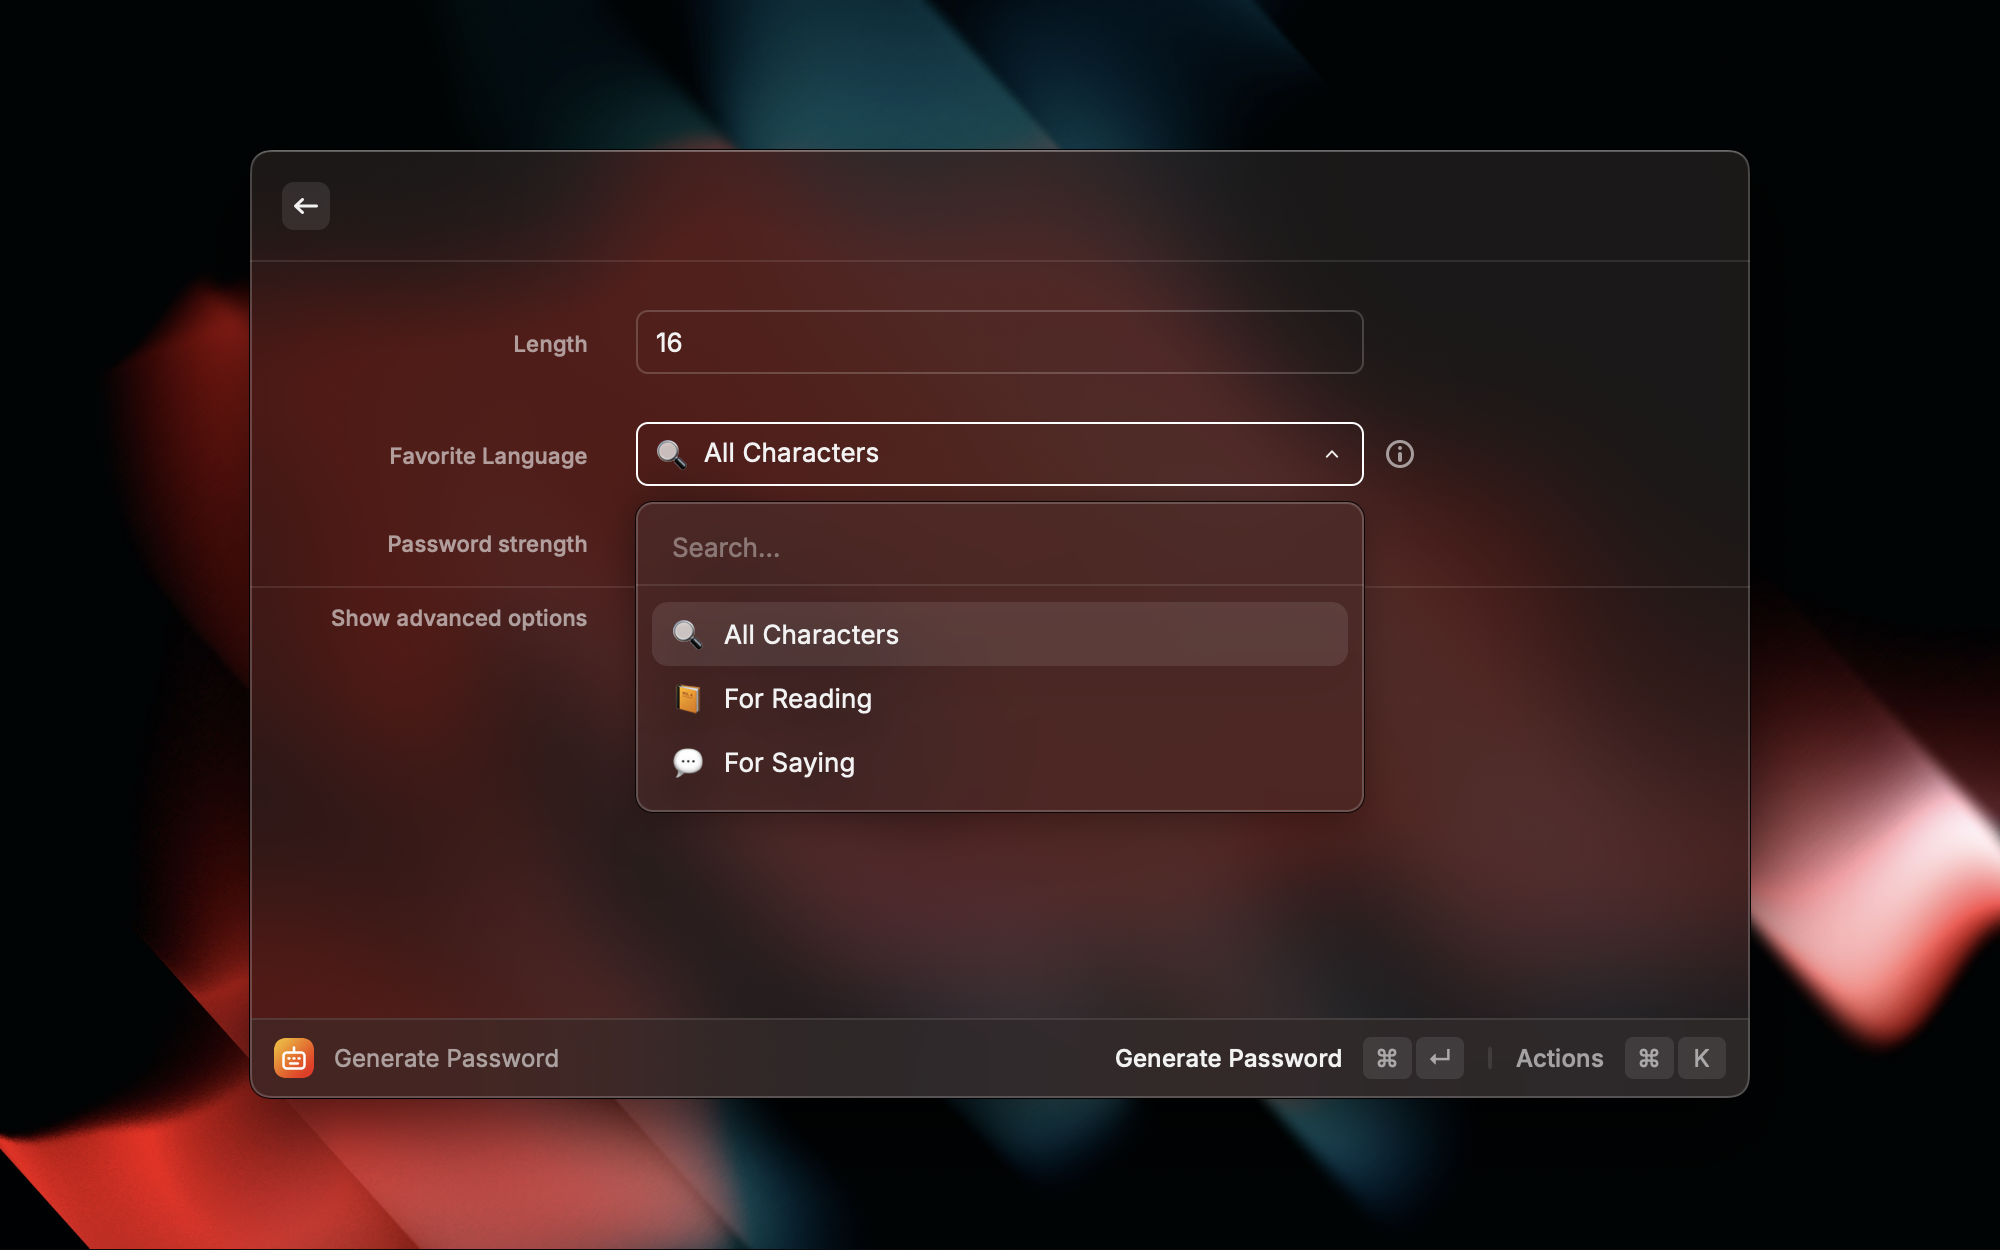 Length
16
Favorite Language
All Characters
Password strength
Search...
Show advanced options
All Characters
For Reading
For Saying
Generate Password
Generate Password ⌘ ↵ | Actions ⌘ K